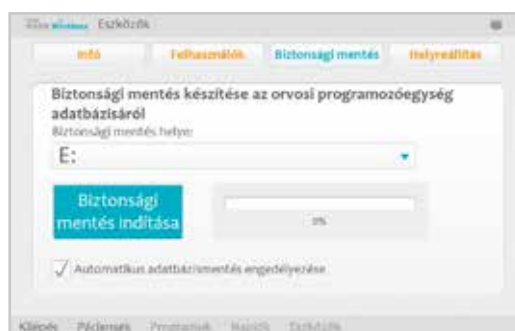 Eszközök
Infó Felhasználók Biztonsági mentés Helyreállítás
Biztonsági mentés készítése az orvosi programozóegység
adatbázisáról
Biztonsági mentés helye:
E:
Biztonsági
mentés indítása
0%
Automatikus adatbázismentés engedélyezése
Kilépés Páciensek Programok Naplók Eszközök